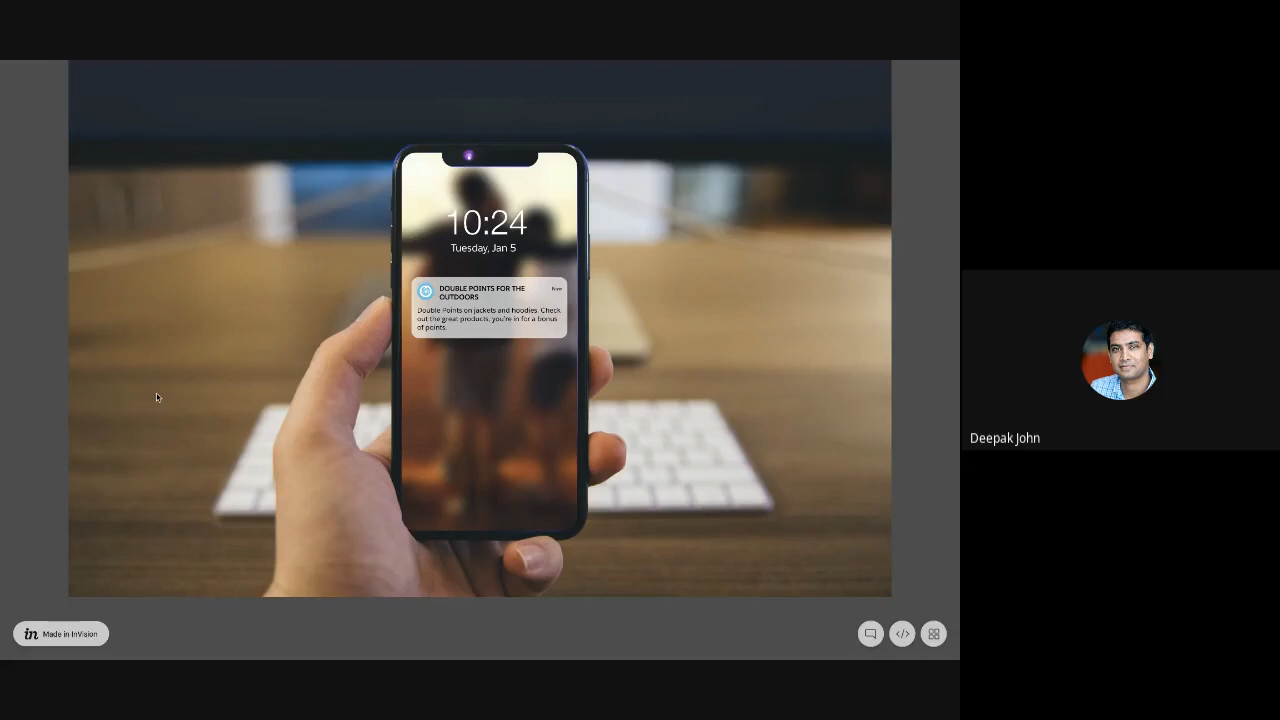 10:24
Tuesday, Jan 5
DOUBLE POINTS FOR THE
OUTDOORS
Now
Double Points on jackets and hoodies. Check
out the great products, you're in for a bonus
of points.
Deepak John
in Made in InVision